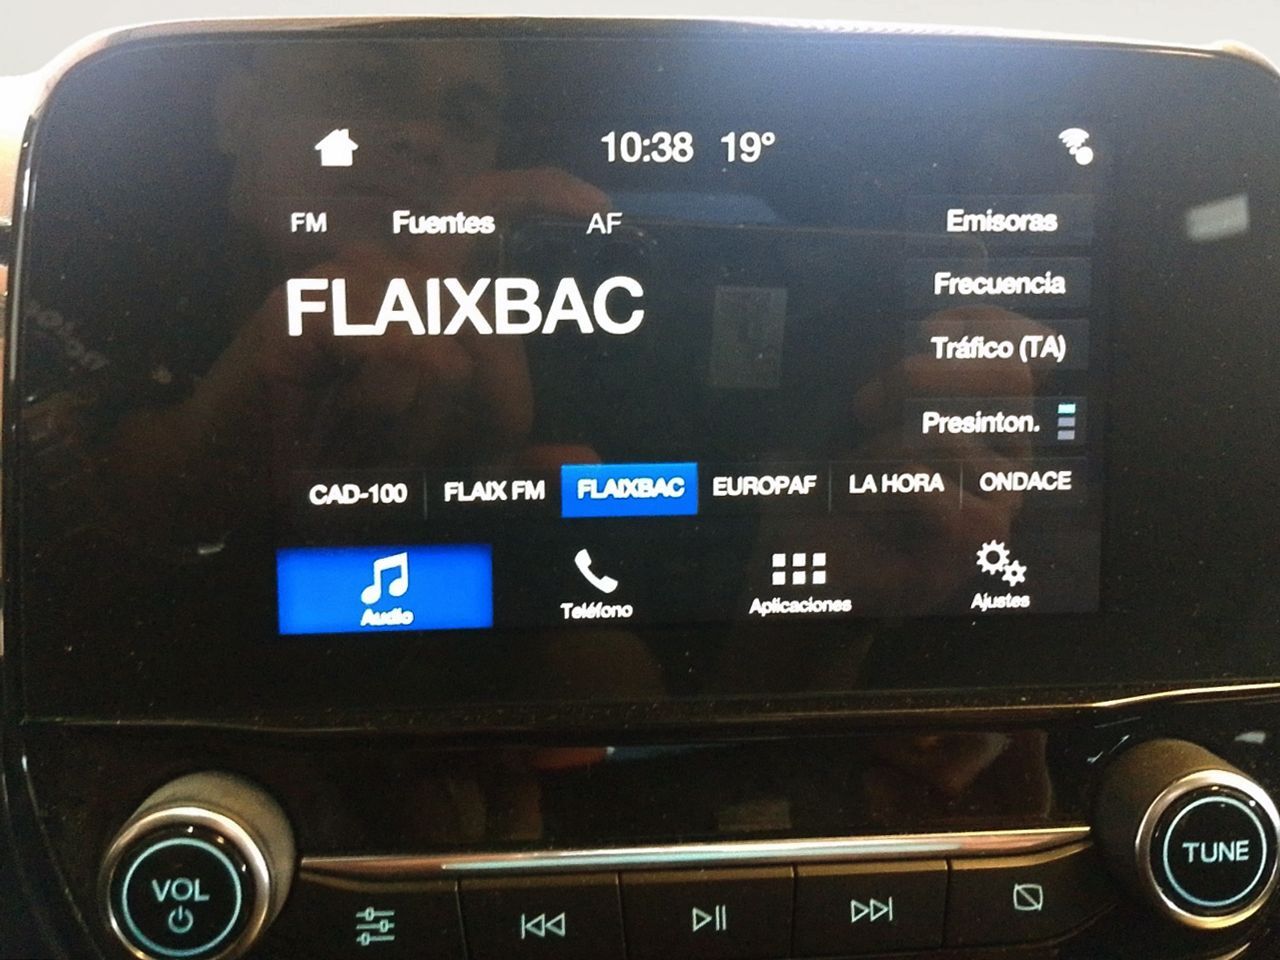 10:38 19°
FM Fuentes AF Emisoras
FLAIXBAC
Frecuencia
Tráfico (TA)
Presinton.
CAD-100 FLAIX FM FLAIXBAC EUROPAF LA HORA ONDACE
Audio Teléfono Aplicaciones Ajustes
VOL TUNE